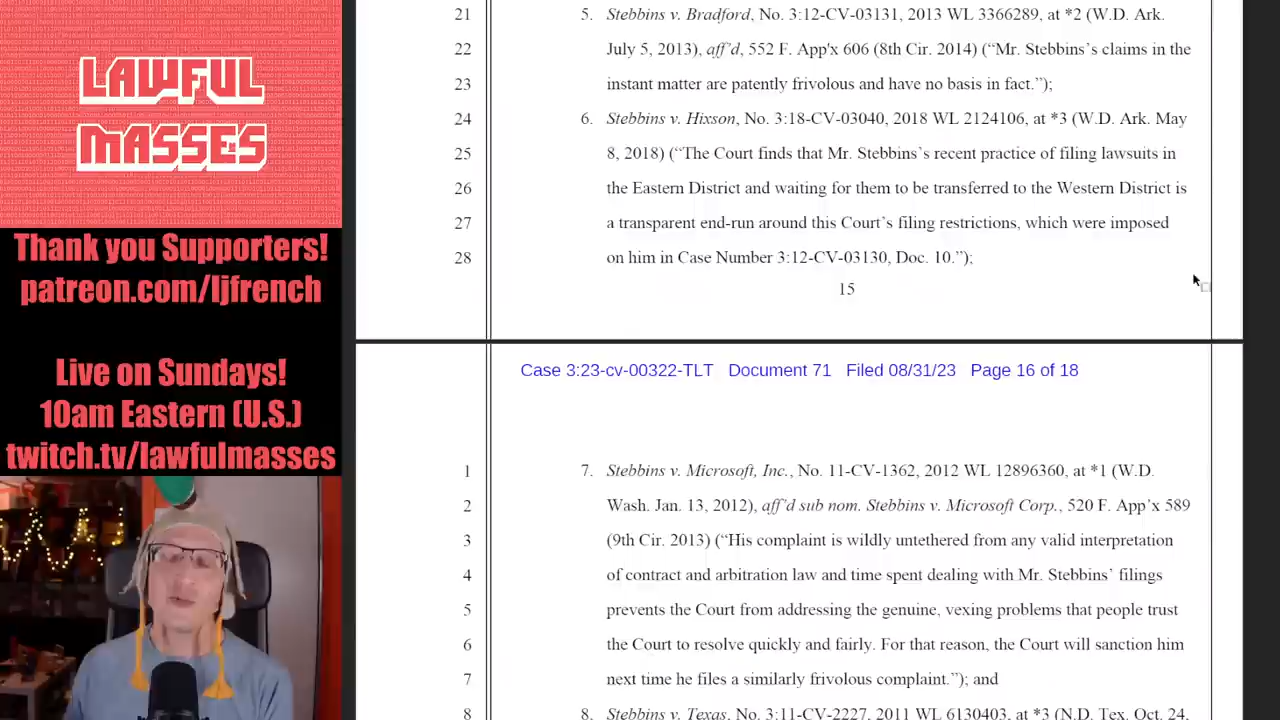 LAWFUL
MASSES
Thank you Supporters!
patreon.com/ljfrench
Live on Sundays!
10am Eastern (U.S.)
twitch.tv/lawfulmasses
21 5. Stebbins v. Bradford, No. 3:12-CV-03131, 2013 WL 3366289, at *2 (W.D. Ark.
22 July 5, 2013), aff'd, 552 F. App'x 606 (8th Cir. 2014) (“Mr. Stebbins’s claims in the
23 instant matter are patently frivolous and have no basis in fact.”);
24 6. Stebbins v. Hixson, No. 3:18-CV-03040, 2018 WL 2124106, at *3 (W.D. Ark. May
25 8, 2018) (“The Court finds that Mr. Stebbins’s recent practice of filing lawsuits in
26 the Eastern District and waiting for them to be transferred to the Western District is
27 a transparent end-run around this Court’s filing restrictions, which were imposed
28 on him in Case Number 3:12-CV-03130, Doc. 10.”);
15
Case 3:23-cv-00322-TLT Document 71 Filed 08/31/23 Page 16 of 18
1 7. Stebbins v. Microsoft, Inc., No. 11-CV-1362, 2012 WL 12896360, at *1 (W.D.
2 Wash. Jan. 13, 2012), aff’d sub nom. Stebbins v. Microsoft Corp., 520 F. App’x 589
3 (9th Cir. 2013) (“His complaint is wildly untethered from any valid interpretation
4 of contract and arbitration law and time spent dealing with Mr. Stebbins’ filings
5 prevents the Court from addressing the genuine, vexing problems that people trust
6 the Court to resolve quickly and fairly. For that reason, the Court will sanction him
7 next time he files a similarly frivolous complaint.”); and
8 8. Stebbins v. Texas, No. 3:11-CV-2227, 2011 WL 6130403, at *3 (N.D. Tex. Oct. 24,